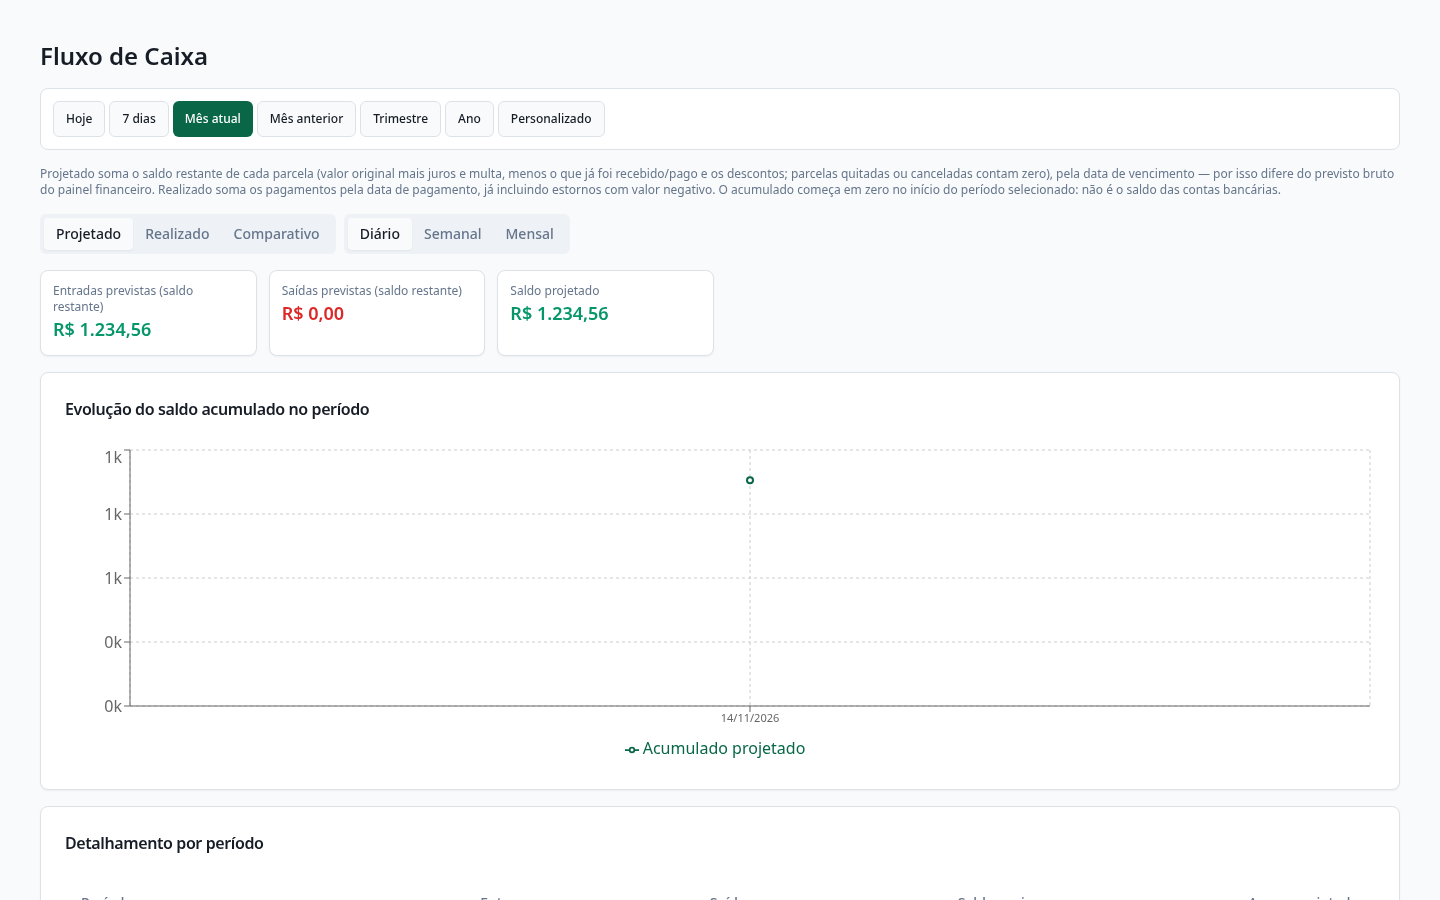 Fluxo de Caixa
Hoje 7 dias Mês atual Mês anterior Trimestre Ano Personalizado
Projetado soma o saldo restante de cada parcela (valor original mais juros e multa, menos o que já foi recebido/pago e os descontos; parcelas quitadas ou canceladas contam zero), pela data de vencimento — por isso difere do previsto bruto
do painel financeiro. Realizado soma os pagamentos pela data de pagamento, já incluindo estornos com valor negativo. O acumulado começa em zero no início do período selecionado: não é o saldo das contas bancárias.
Projetado Realizado Comparativo Diário Semanal Mensal
Entradas previstas (saldo
restante)
R$ 1.234,56
Saídas previstas (saldo restante)
R$ 0,00
Saldo projetado
R$ 1.234,56
Evolução do saldo acumulado no período
1k
1k
1k
0k
0k
14/11/2026
Acumulado projetado
Detalhamento por período